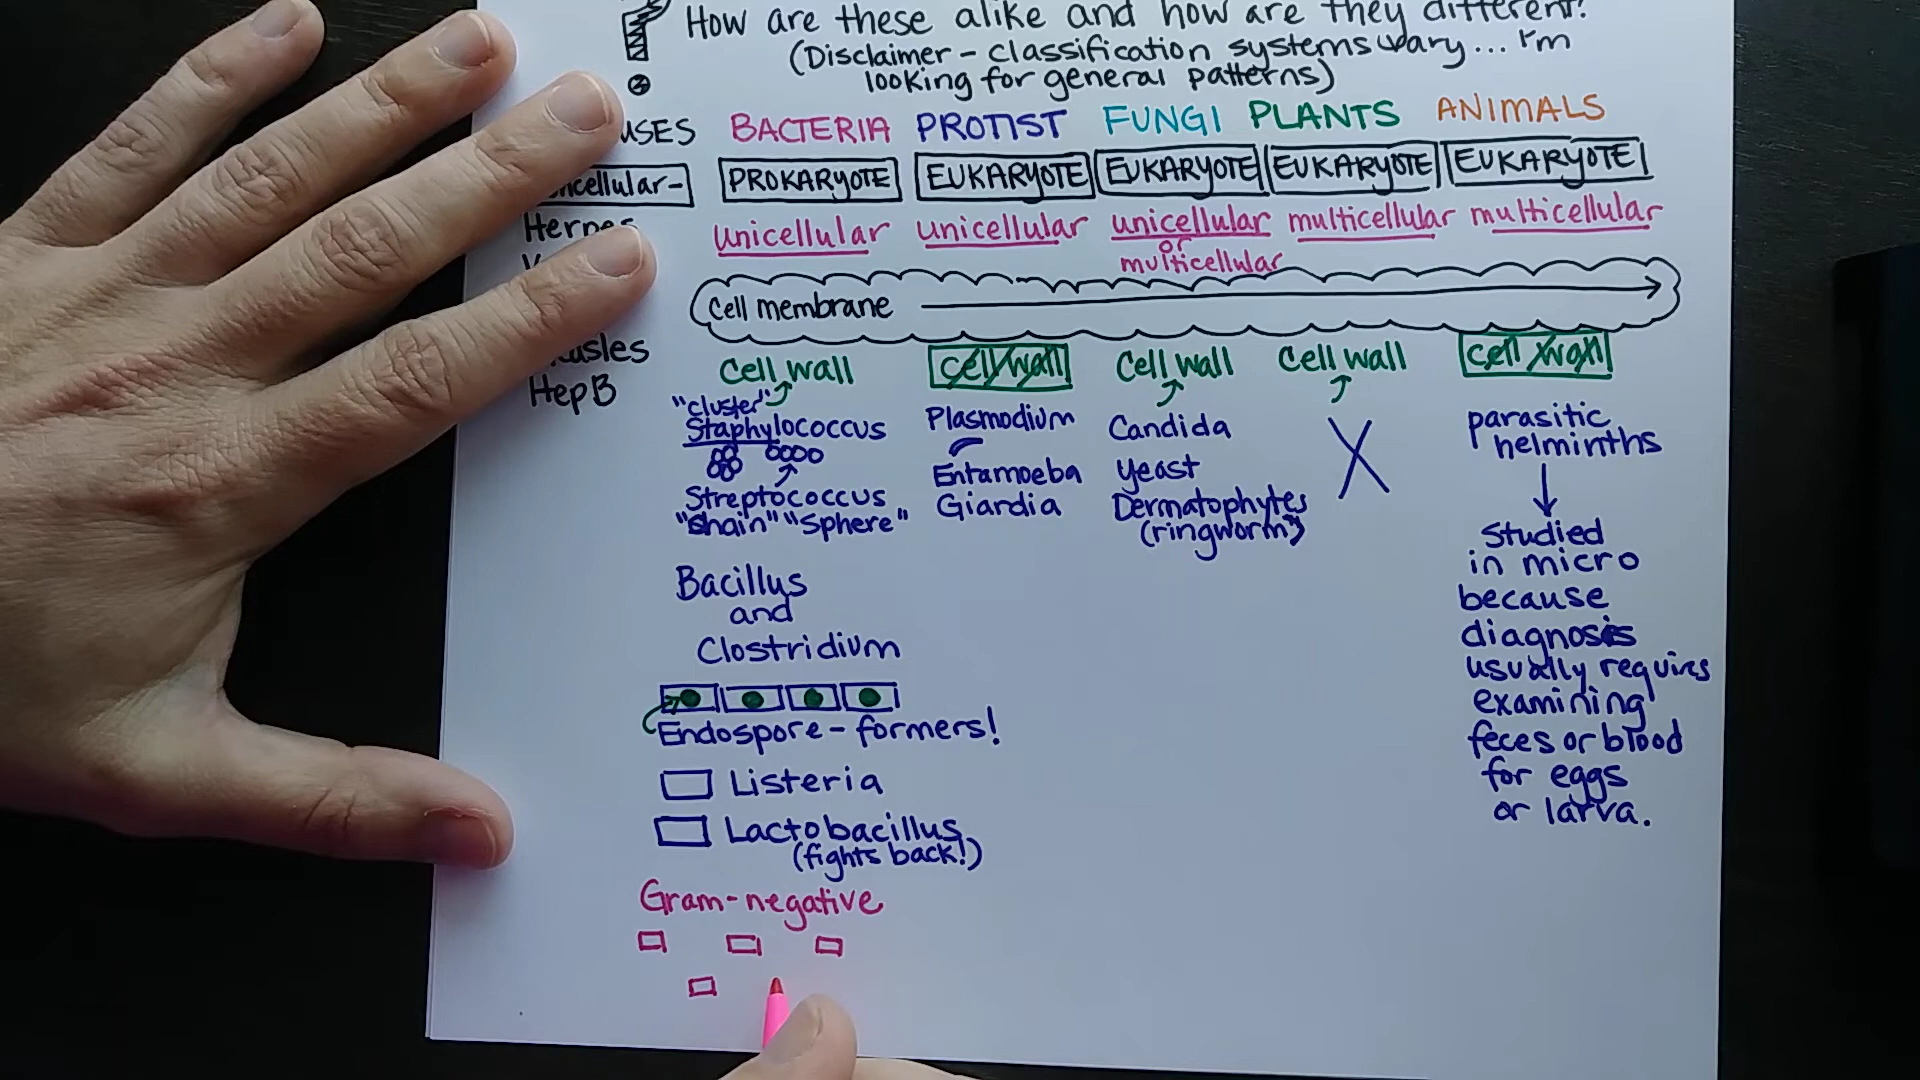 How are these alike and how are they different?
(Disclaimer - classification systems vary... I'm
looking for general patterns)
BACTERIA PROTIST FUNGI PLANTS ANIMALS
PROKARYOTE EUKARYOTE EUKARYOTE EUKARYOTE EUKARYOTE
unicellular unicellular unicellular multicellular multicellular
or
multicellular
Cell membrane
Cell wall cell wall Cell wall Cell wall cell wall
HepB
"cluster"
Staphylococcus
Streptococcus
"chain" "sphere"
Bacillus
and
Clostridium
Endospore-formers!
Listeria
Lactobacillus
(fights back!)
Gram-negative
Plasmodium
Entamoeba
Giardia
Candida
yeast
Dermatophytes
(ringworm)
X
parasitic
helminths
Studied
in micro
because
diagnosis
usually requires
examining
feces or blood
for eggs
or larva.